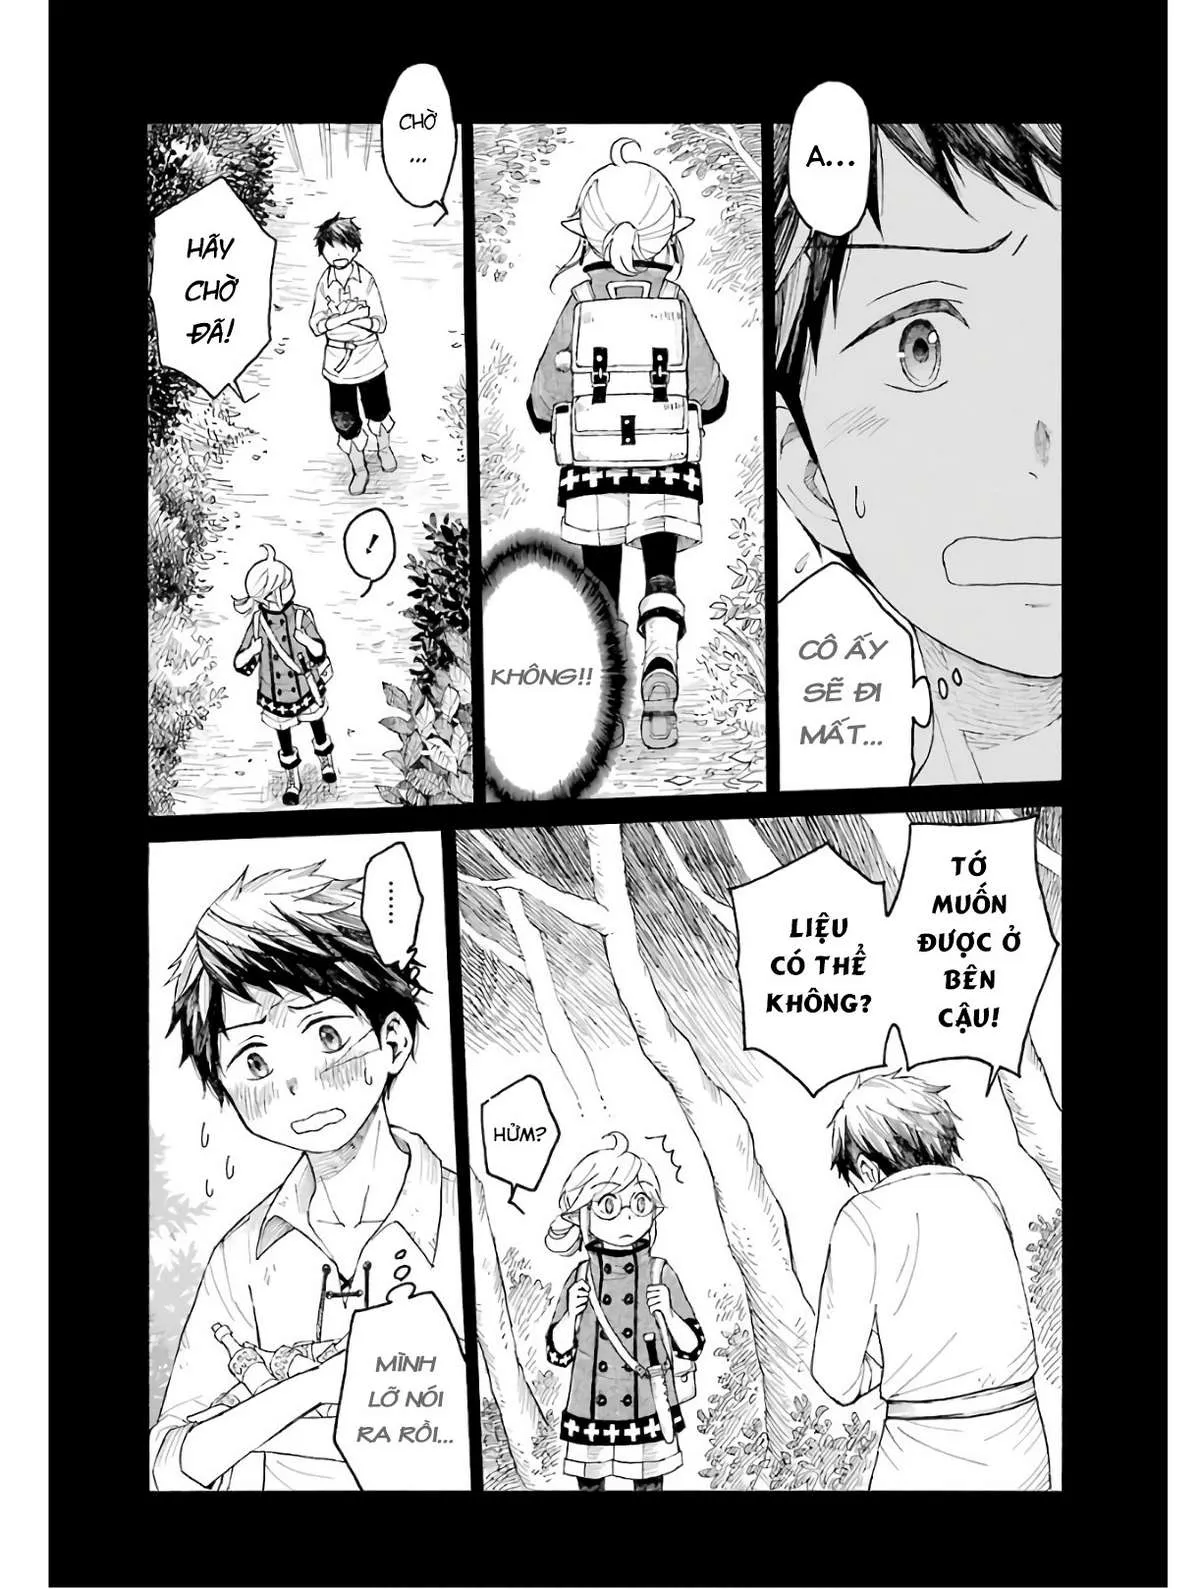 A...
CÔ ẤY
SẼ ĐI
MẤT...
KHÔNG!!
CHỜ
...
HÃY
CHỜ
ĐÃ!
!
TỚ
MUỐN
ĐƯỢC Ở
BÊN
CẬU!
LIỆU
CÓ THỂ
KHÔNG?
HỬM?
........
MÌNH
LỠ NÓI
RA RỒI...